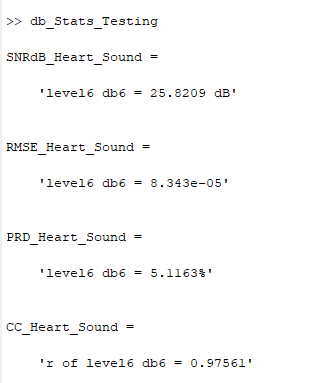 >> db_Stats_Testing
SNRdB_Heart_Sound =
'level6 db6 = 25.8209 dB'
RMSE_Heart_Sound =
'level6 db6 = 8.343e-05'
PRD_Heart_Sound =
'level6 db6 = 5.1163%'
CC_Heart_Sound =
'r of level6 db6 = 0.97561'